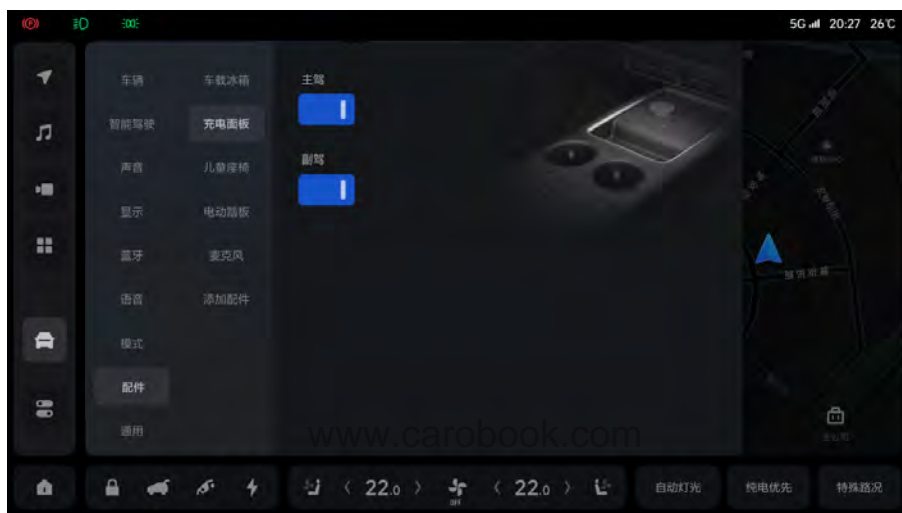 5G 20:27 26℃
车辆
车载冰箱
主驾
智能驾驶
充电面板
声音
儿童座椅
副驾
显示
电动踏板
蓝牙
麦克风
语音
添加配件
模式
配件
通用
www.carobook.com
22.0
OFF
22.0
自动灯光
纯电优先
特殊路况